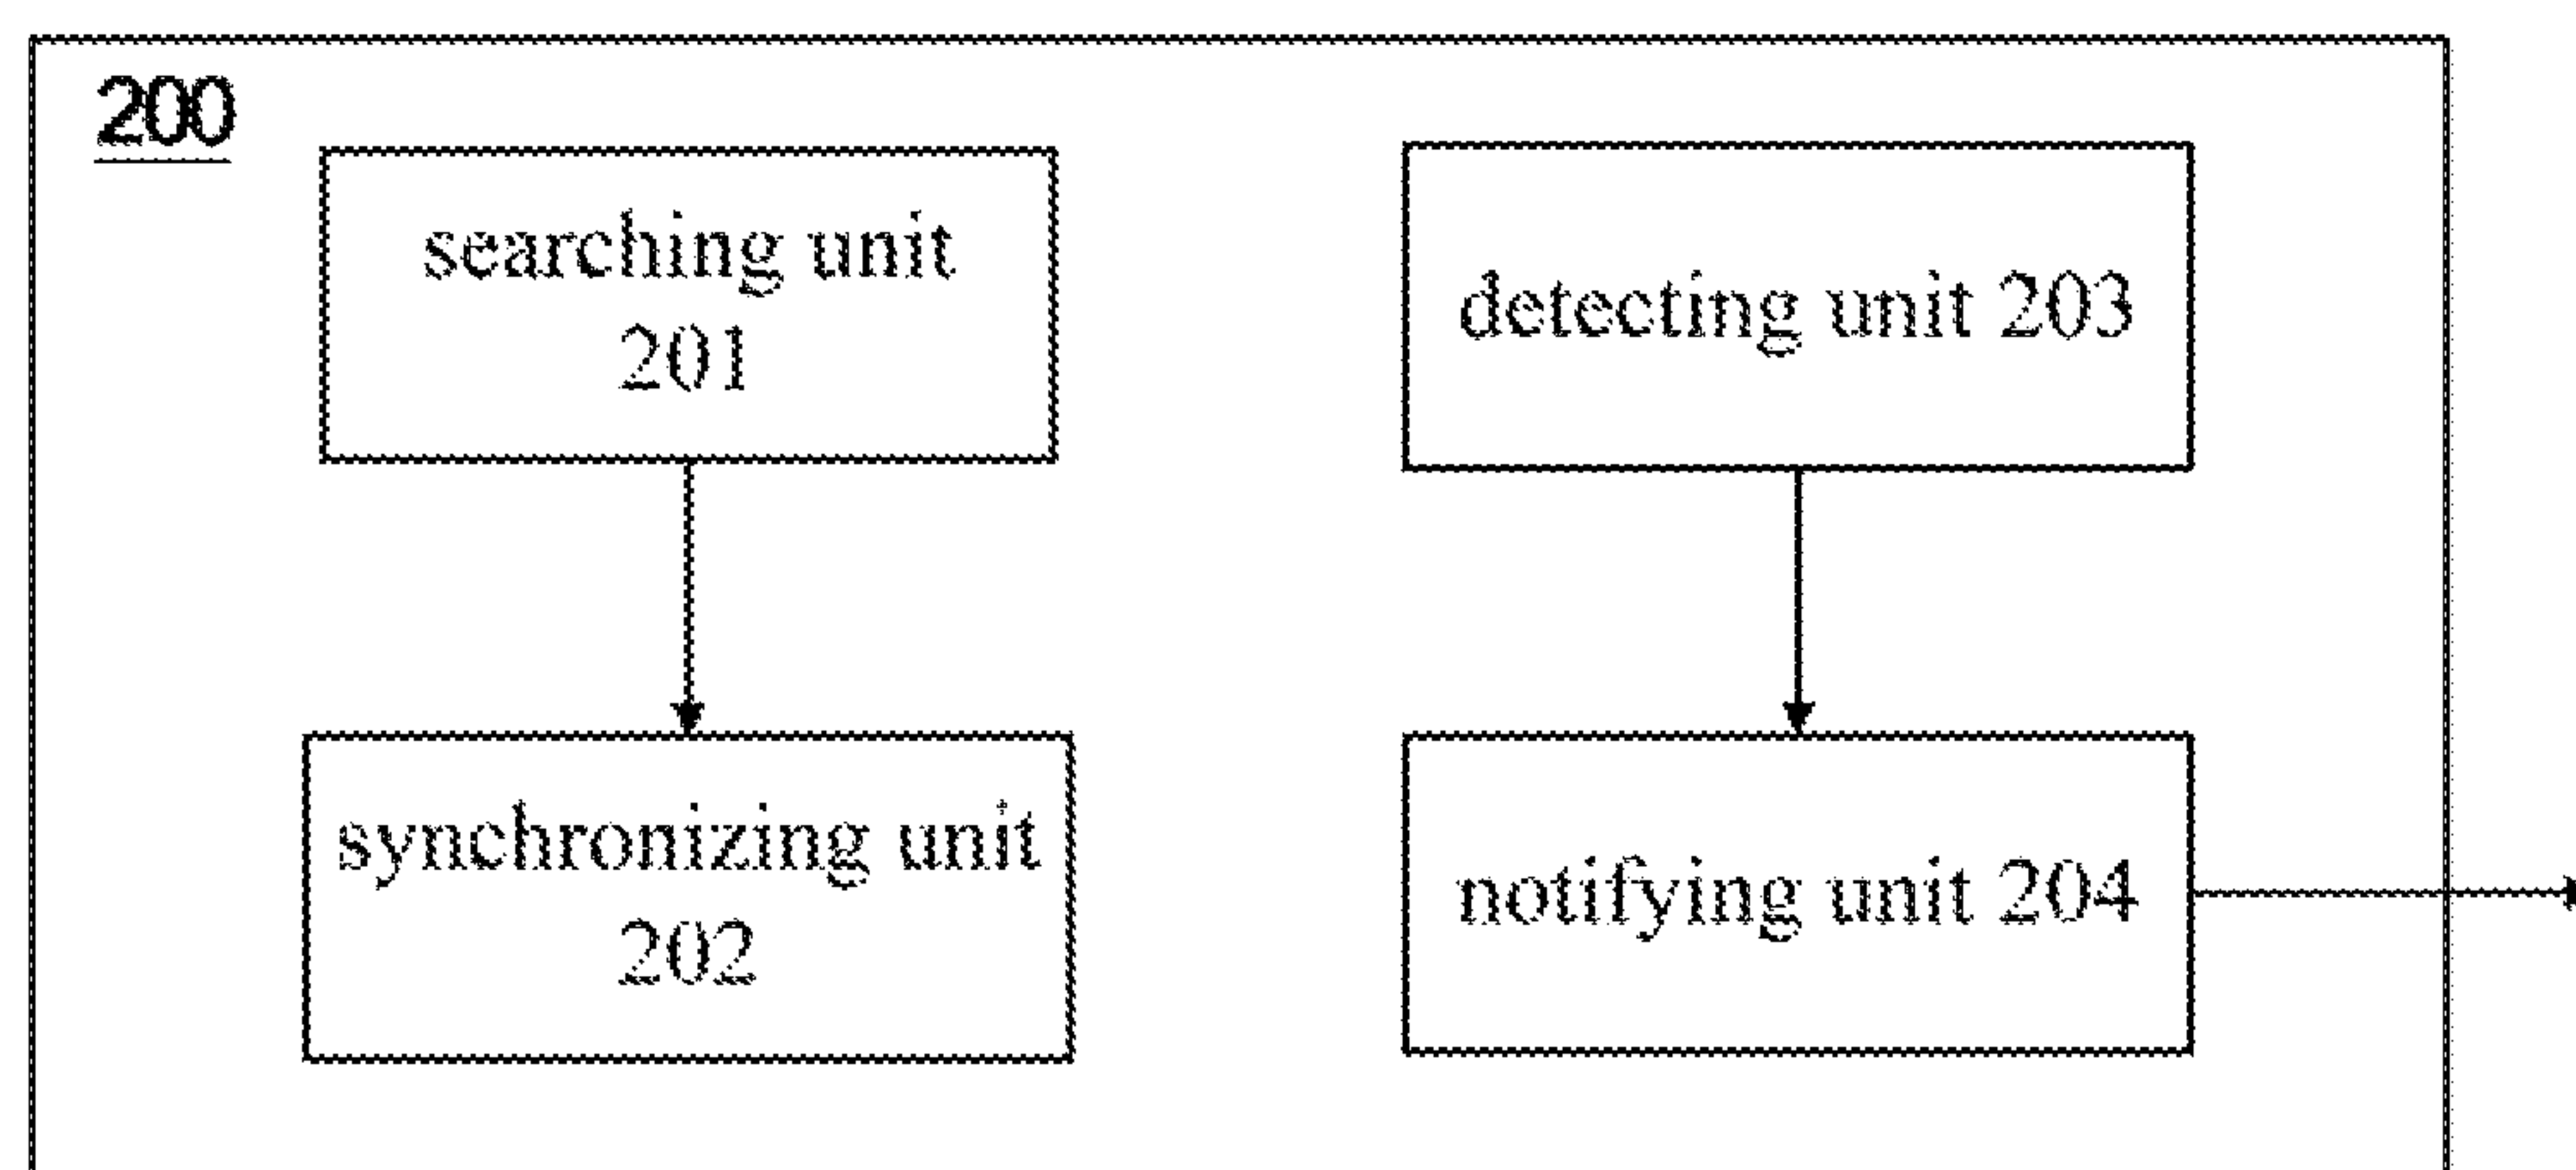 200
searching unit
201
detecting unit 203
synchronizing unit
202
notifying unit 204